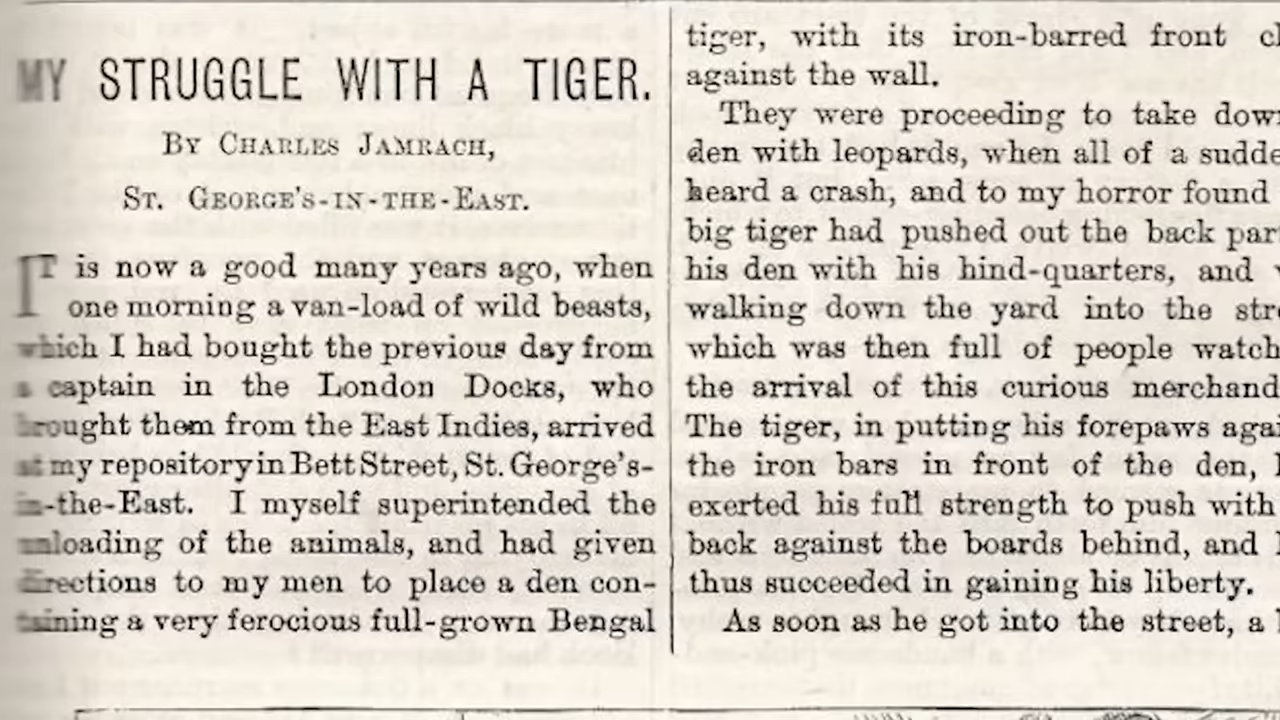 MY STRUGGLE WITH A TIGER.
BY CHARLES JAMRACH,
ST. GEORGE'S-IN-THE-EAST.
IT is now a good many years ago, when
one morning a van-load of wild beasts,
which I had bought the previous day from
a captain in the London Docks, who
brought them from the East Indies, arrived
at my repository in Bett Street, St. George's-
in-the-East. I myself superintended the
unloading of the animals, and had given
directions to my men to place a den con-
taining a very ferocious full-grown Bengal
tiger, with its iron-barred front
against the wall.
They were proceeding to take down
den with leopards, when all of a sudde
heard a crash, and to my horror found
big tiger had pushed out the back par
his den with his hind-quarters, and
walking down the yard into the stre
which was then full of people watch
the arrival of this curious merchand
The tiger, in putting his forepaws agai
the iron bars in front of the den,
exerted his full strength to push with
back against the boards behind, and
thus succeeded in gaining his liberty.
As soon as he got into the street, a